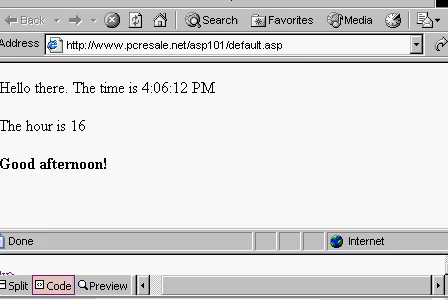 Back Search Favorites Media
Address http://www.pcresale.net/asp101/default.asp
Hello there. The time is 4:06:12 PM
The hour is 16
Good afternoon!
Done Internet
Split Code Preview